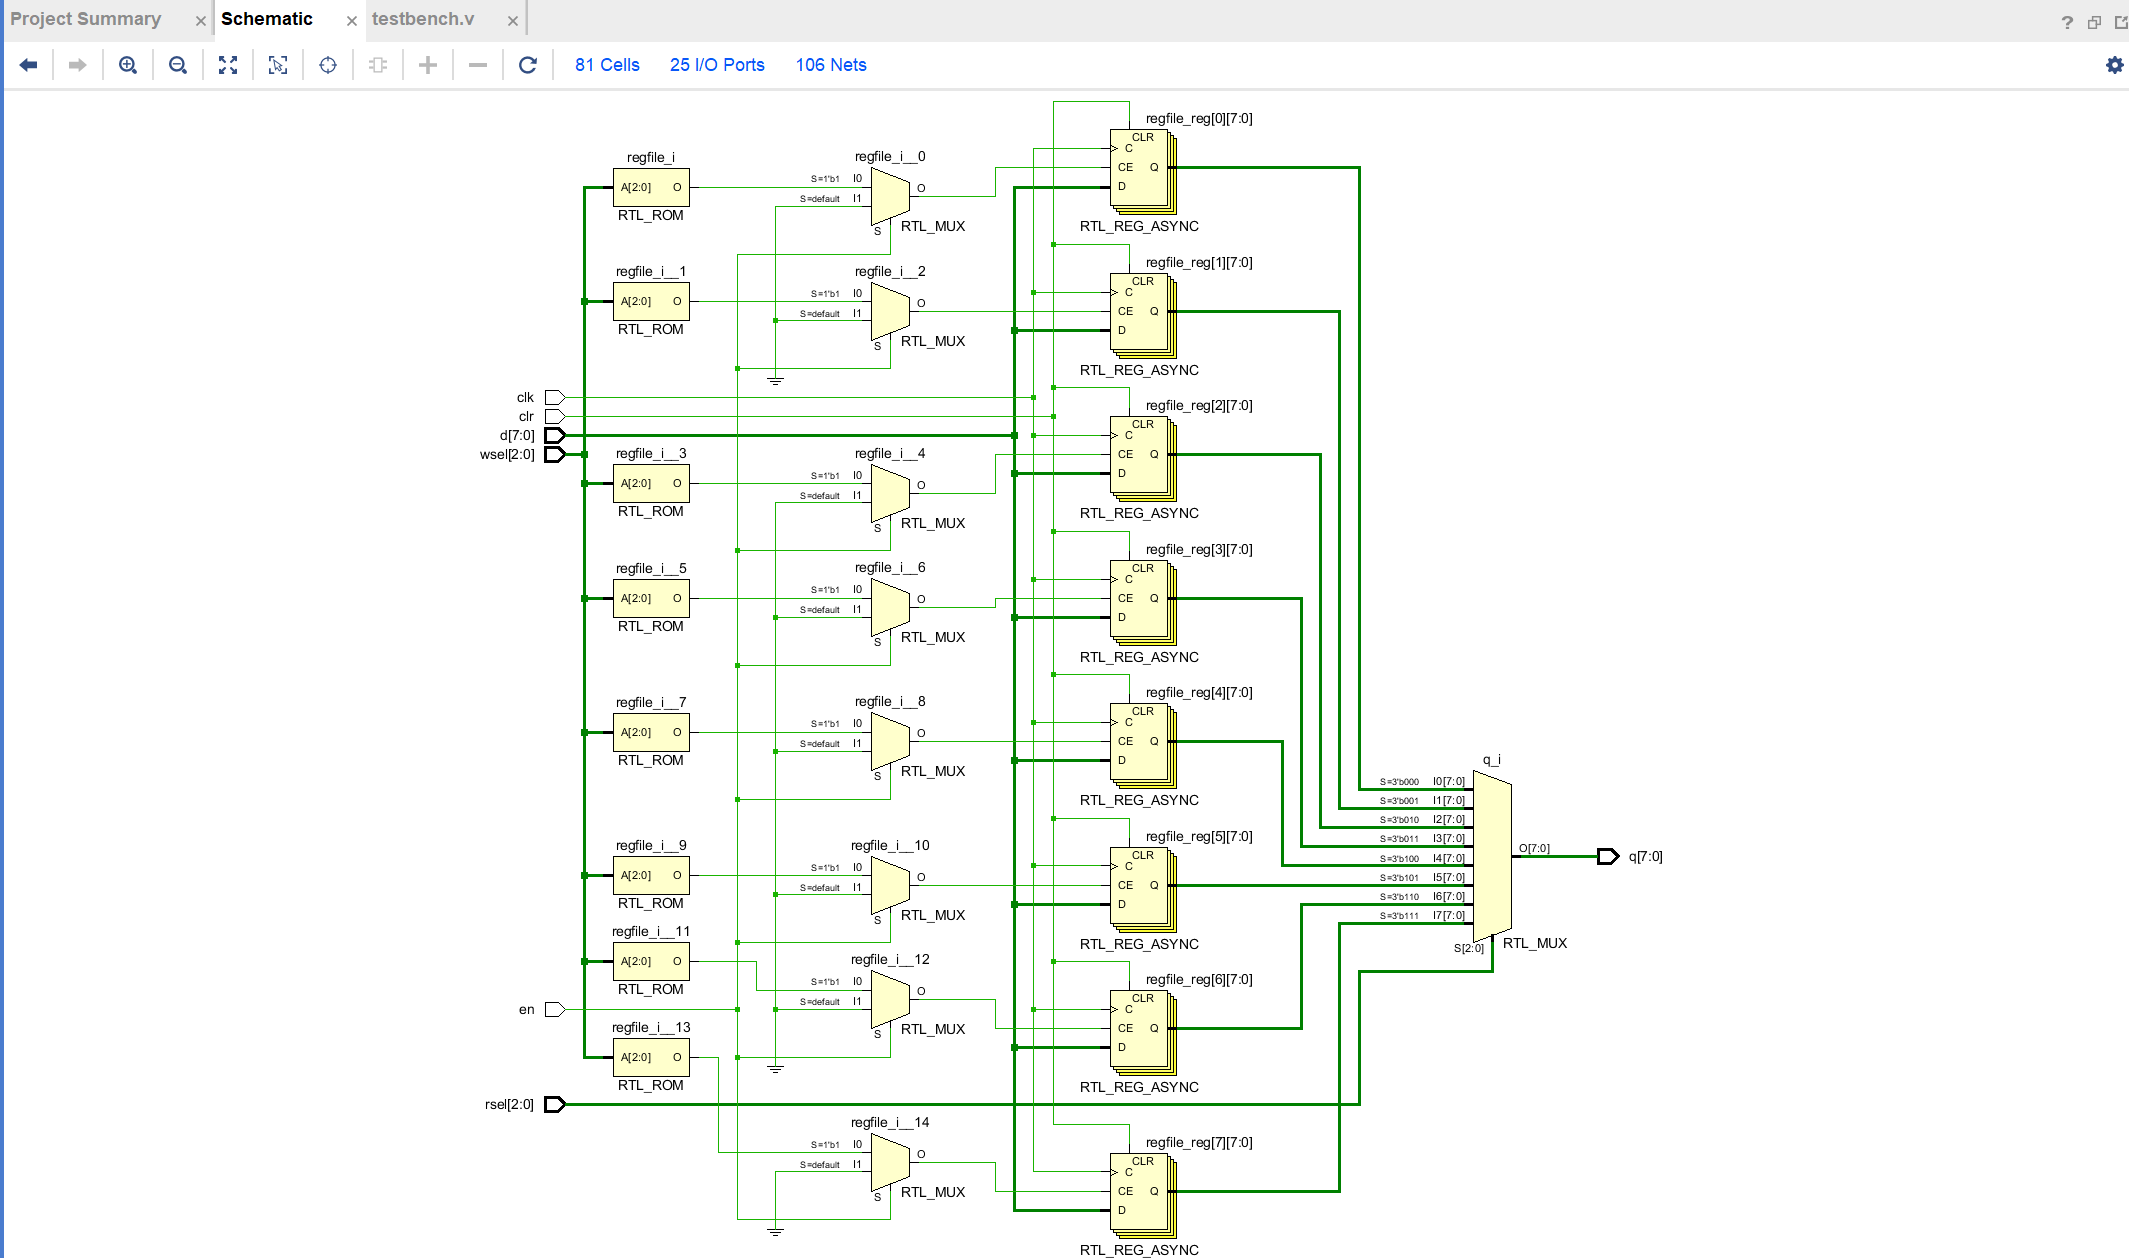 Project Summary
Schematic
testbench.v
?
81 Cells
25 I/O Ports
106 Nets
regfile_i
A[2:0] O
RTL_ROM
regfile_i__0
S=1'b1 I0
S=default I1
S
O
RTL_MUX
regfile_reg[0][7:0]
CLR
C
CE Q
D
RTL_REG_ASYNC
regfile_i__1
A[2:0] O
RTL_ROM
regfile_i__2
S=1'b1 I0
S=default I1
S
O
RTL_MUX
regfile_reg[1][7:0]
CLR
C
CE Q
D
RTL_REG_ASYNC
clk
clr
d[7:0]
wsel[2:0]
regfile_i__3
A[2:0] O
RTL_ROM
regfile_i__4
S=1'b1 I0
S=default I1
S
O
RTL_MUX
regfile_reg[2][7:0]
CLR
C
CE Q
D
RTL_REG_ASYNC
regfile_i__5
A[2:0] O
RTL_ROM
regfile_i__6
S=1'b1 I0
S=default I1
S
O
RTL_MUX
regfile_reg[3][7:0]
CLR
C
CE Q
D
RTL_REG_ASYNC
regfile_i__7
A[2:0] O
RTL_ROM
regfile_i__8
S=1'b1 I0
S=default I1
S
O
RTL_MUX
regfile_reg[4][7:0]
CLR
C
CE Q
D
RTL_REG_ASYNC
regfile_i__9
A[2:0] O
RTL_ROM
regfile_i__10
S=1'b1 I0
S=default I1
S
O
RTL_MUX
regfile_reg[5][7:0]
CLR
C
CE Q
D
RTL_REG_ASYNC
regfile_i__11
A[2:0] O
RTL_ROM
regfile_i__12
S=1'b1 I0
S=default I1
S
O
RTL_MUX
regfile_reg[6][7:0]
CLR
C
CE Q
D
RTL_REG_ASYNC
en
regfile_i__13
A[2:0] O
RTL_ROM
rsel[2:0]
regfile_i__14
S=1'b1 I0
S=default I1
S
O
RTL_MUX
regfile_reg[7][7:0]
CLR
C
CE Q
D
RTL_REG_ASYNC
q_i
S=3'b000 I0[7:0]
S=3'b001 I1[7:0]
S=3'b010 I2[7:0]
S=3'b011 I3[7:0]
S=3'b100 I4[7:0]
S=3'b101 I5[7:0]
S=3'b110 I6[7:0]
S=3'b111 I7[7:0]
S[2:0]
O[7:0]
RTL_MUX
q[7:0]